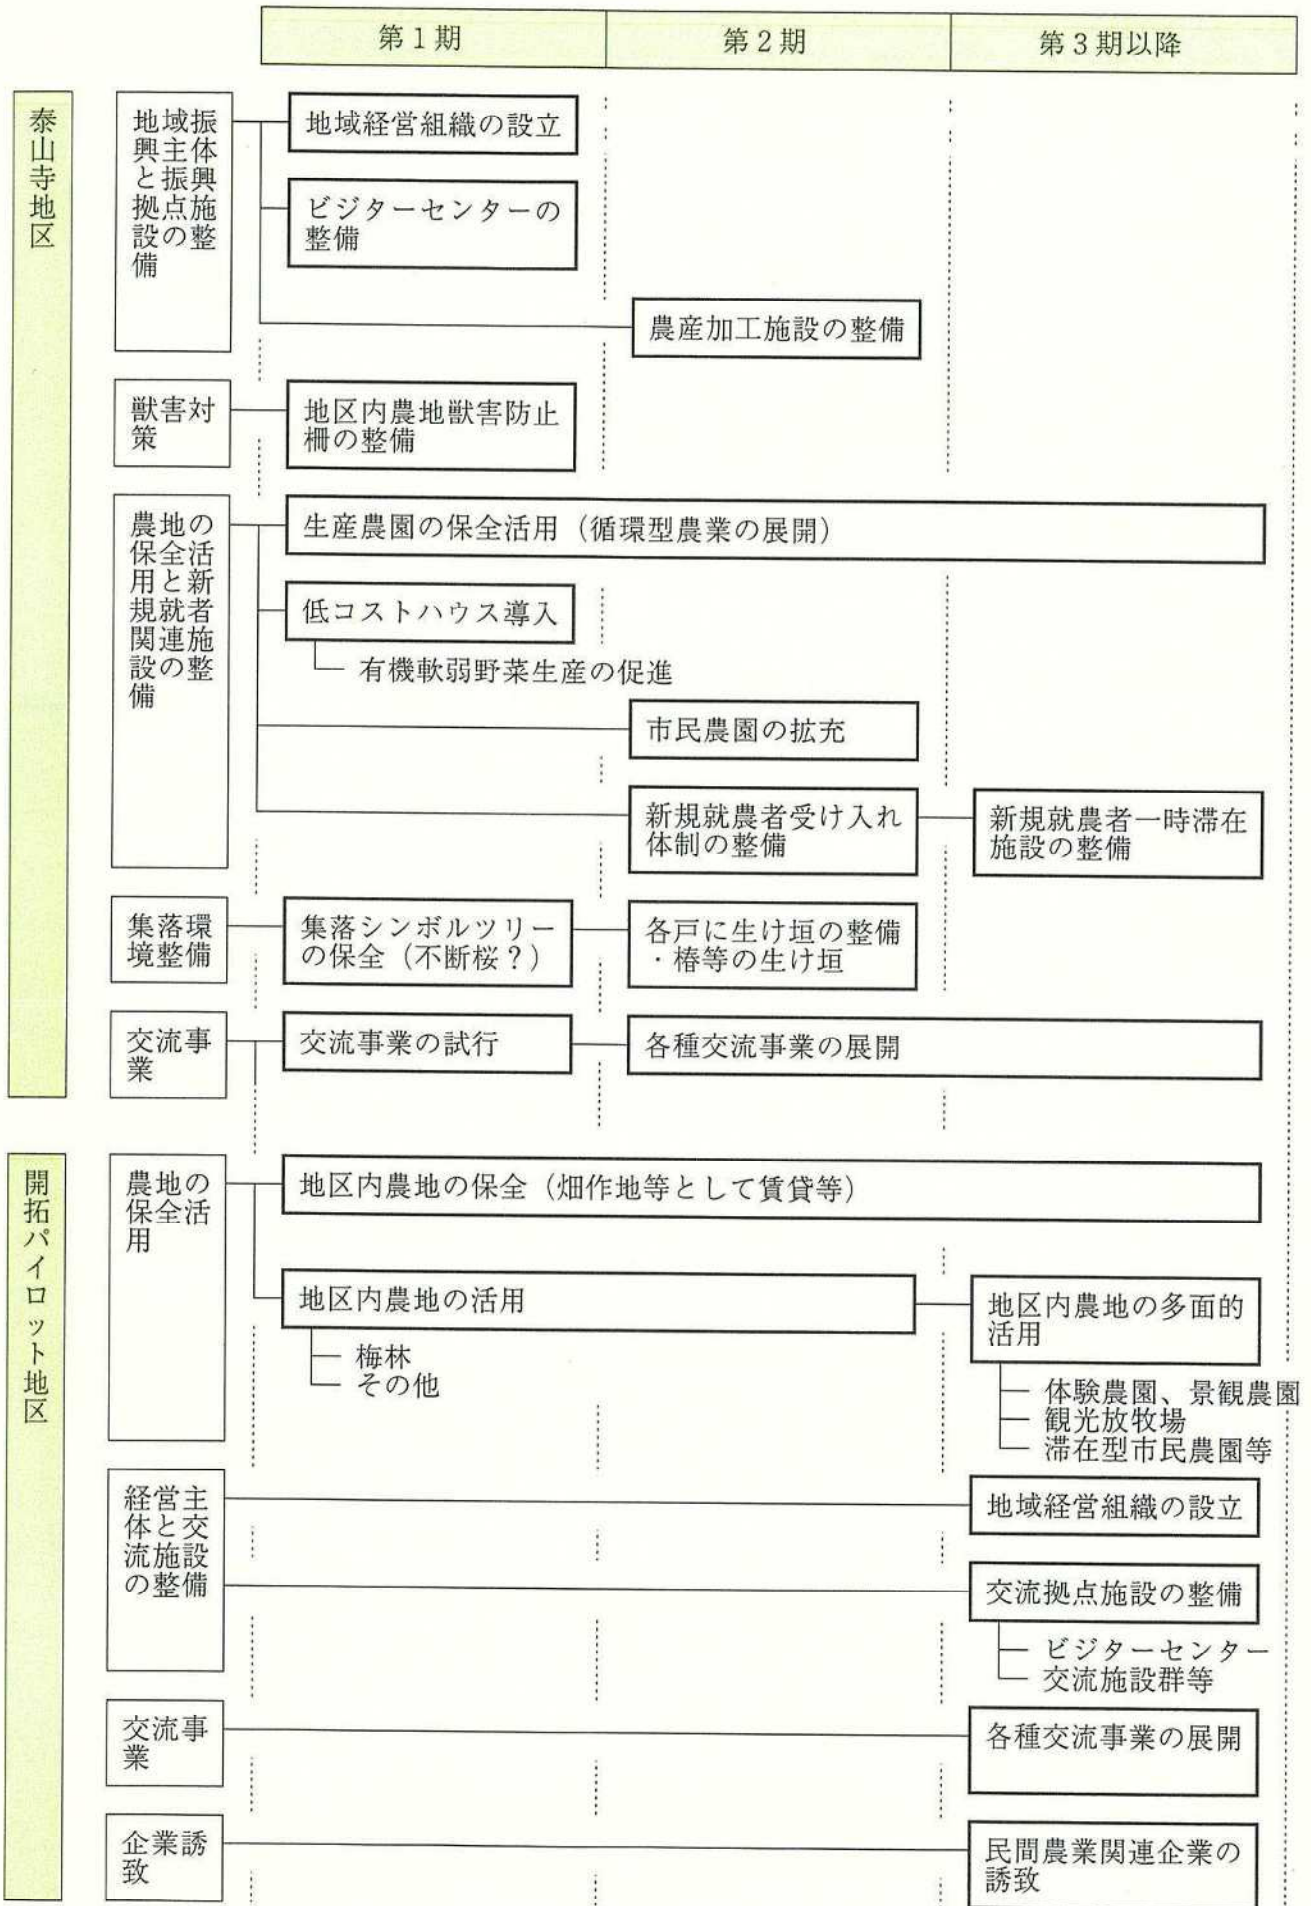 第1期
第2期
第3期以降
泰山寺地区
地域振
興主体
と振興
拠点施
設の整
備
地域経営組織の設立
ビジターセンターの
整備
農産加工施設の整備
獣害対
策
地区内農地獣害防止
柵の整備
農地の
保全活
用と新
規就者
関連施
設の整
備
生産農園の保全活用（循環型農業の展開）
低コストハウス導入
有機軟弱野菜生産の促進
市民農園の拡充
新規就農者受け入れ
体制の整備
新規就農者一時滞在
施設の整備
集落環
境整備
集落シンボルツリー
の保全（不断桜？）
各戸に生け垣の整備
・椿等の生け垣
交流事
業
交流事業の試行
各種交流事業の展開
開拓パイロット地区
農地の
保全活
用
地区内農地の保全（畑作地等として賃貸等）
地区内農地の活用
梅林
その他
地区内農地の多面的
活用
体験農園、景観農園
観光放牧場
滞在型市民農園等
経営主
体と交
流施設
の整備
地域経営組織の設立
交流拠点施設の整備
ビジターセンター
交流施設群等
交流事
業
各種交流事業の展開
企業誘
致
民間農業関連企業の
誘致